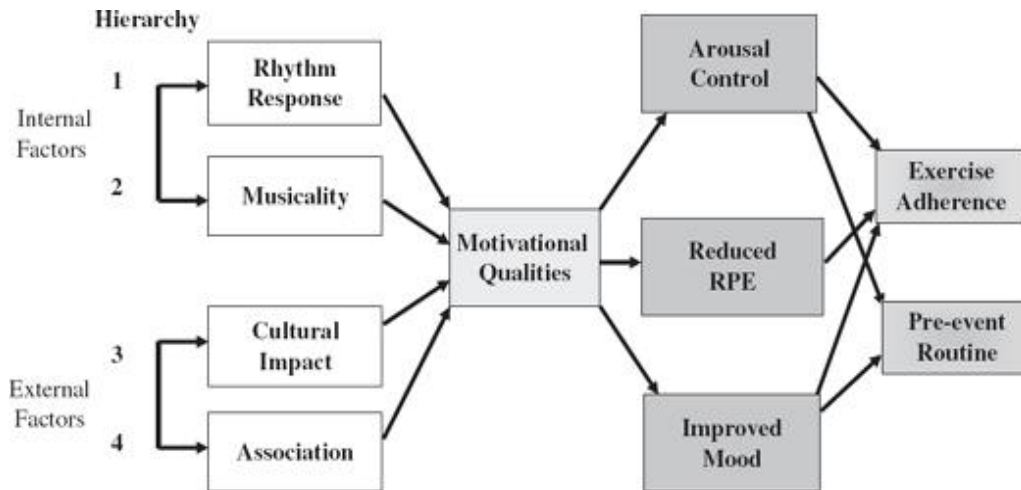 Hierarchy
1
Internal
Factors
2
3
External
Factors
4
Rhythm
Response
Musicality
Cultural
Impact
Association
Motivational
Qualities
Arousal
Control
Reduced
RPE
Improved
Mood
Exercise
Adherence
Pre-event
Routine